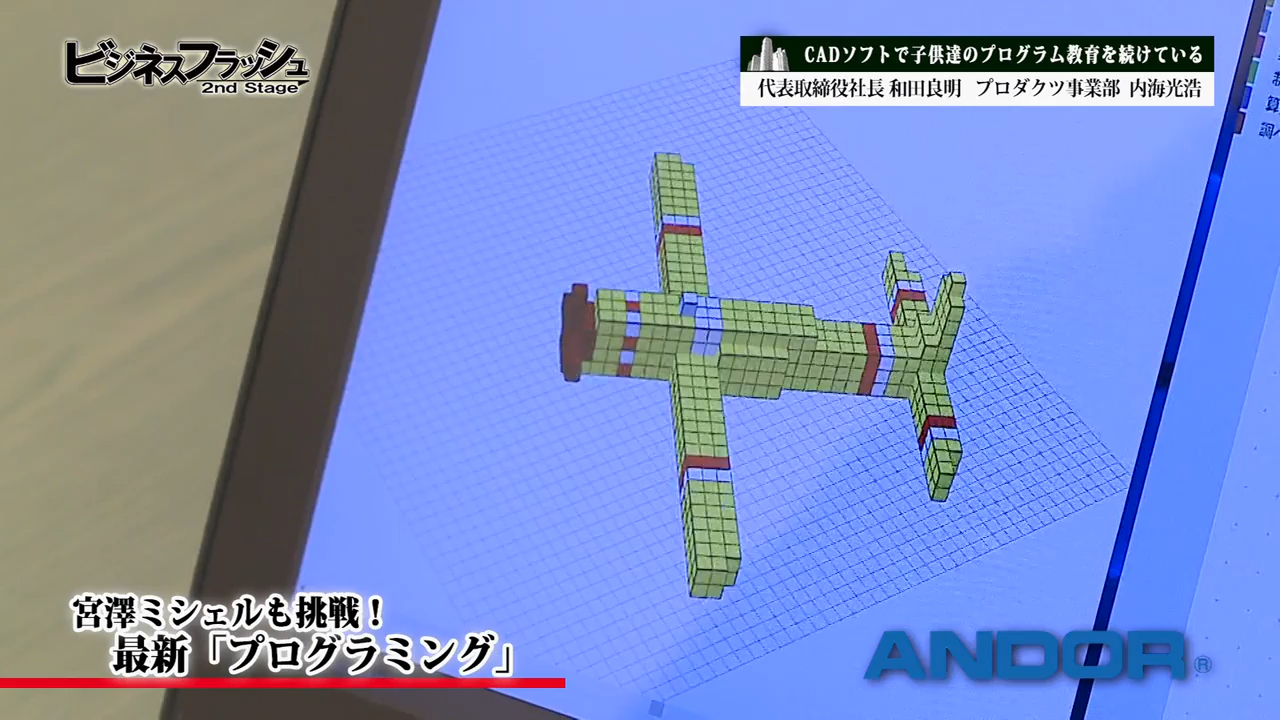 ビジネスフラッシュ
2nd Stage
CADソフトで子供達のプログラム教育を続けている
代表取締役社長 和田良明 プロダクツ事業部 内海光浩
宮澤ミシェルも挑戦！
最新「プログラミング」
ANDOR®